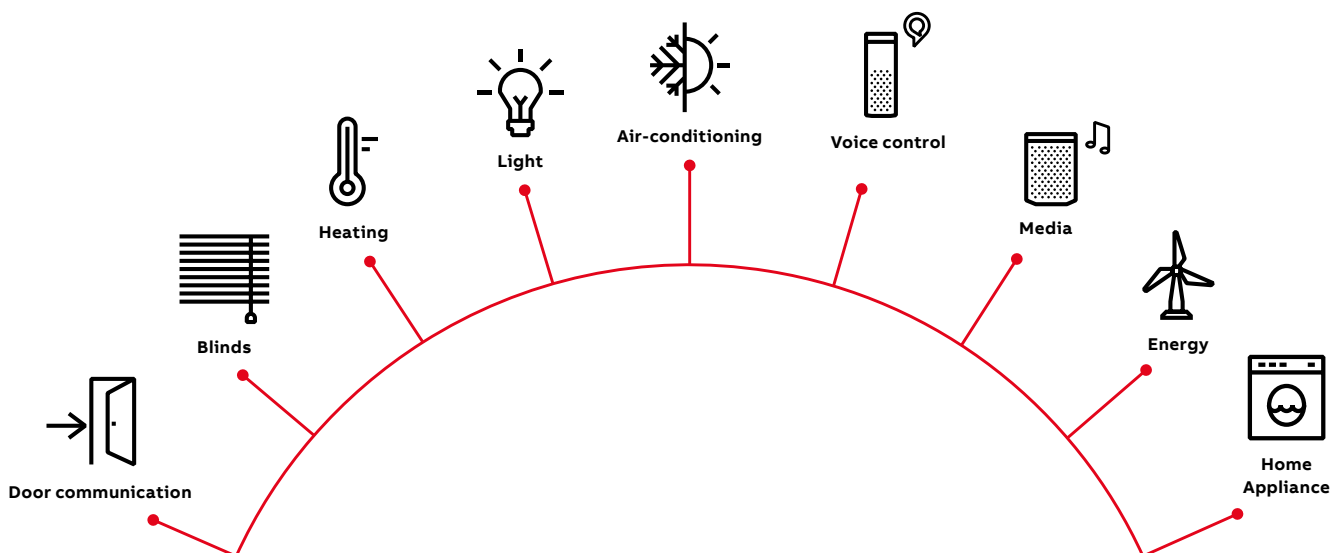 Door communication
Blinds
Heating
Light
Air-conditioning
Voice control
Media
Energy
Home
Appliance